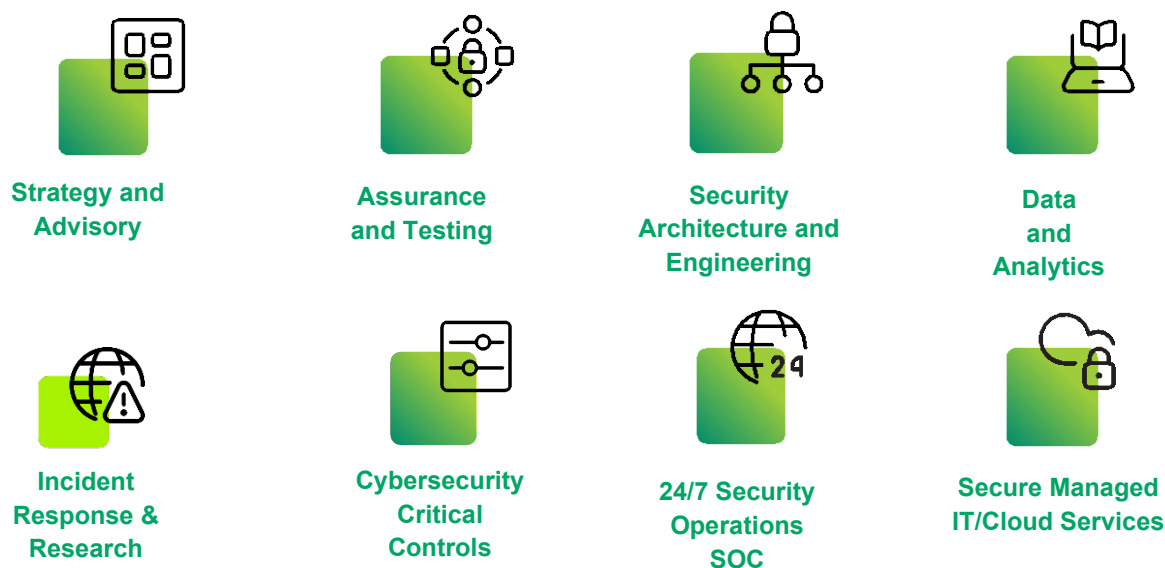 Strategy and
Advisory
Assurance
and Testing
Security
Architecture and
Engineering
Data
and
Analytics
24
Incident
Response &
Research
Cybersecurity
Critical
Controls
24/7 Security
Operations
SOC
Secure Managed
IT/Cloud Services